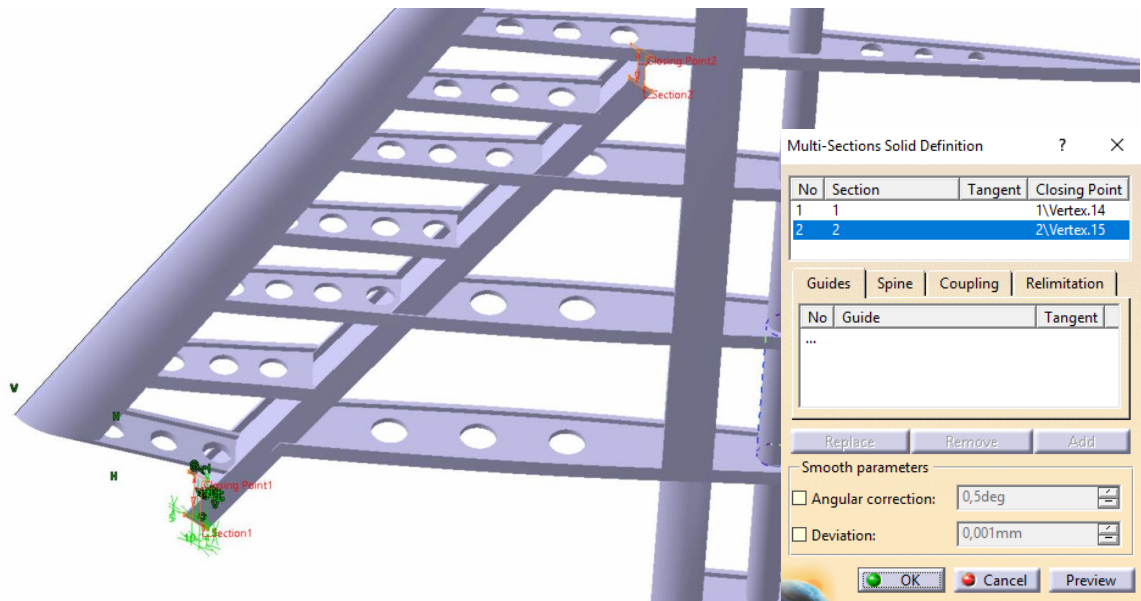 Closing Point2
Section2
V
H
H
Closing Point1
Section1
Multi-Sections Solid Definition ? X
No Section Tangent Closing Point
1 1 1\Vertex.14
2 2 2\Vertex.15
Guides Spine Coupling Relimitation
No Guide Tangent
...
Replace Remove Add
Smooth parameters
Angular correction: 0,5deg
Deviation: 0,001mm
OK Cancel Preview